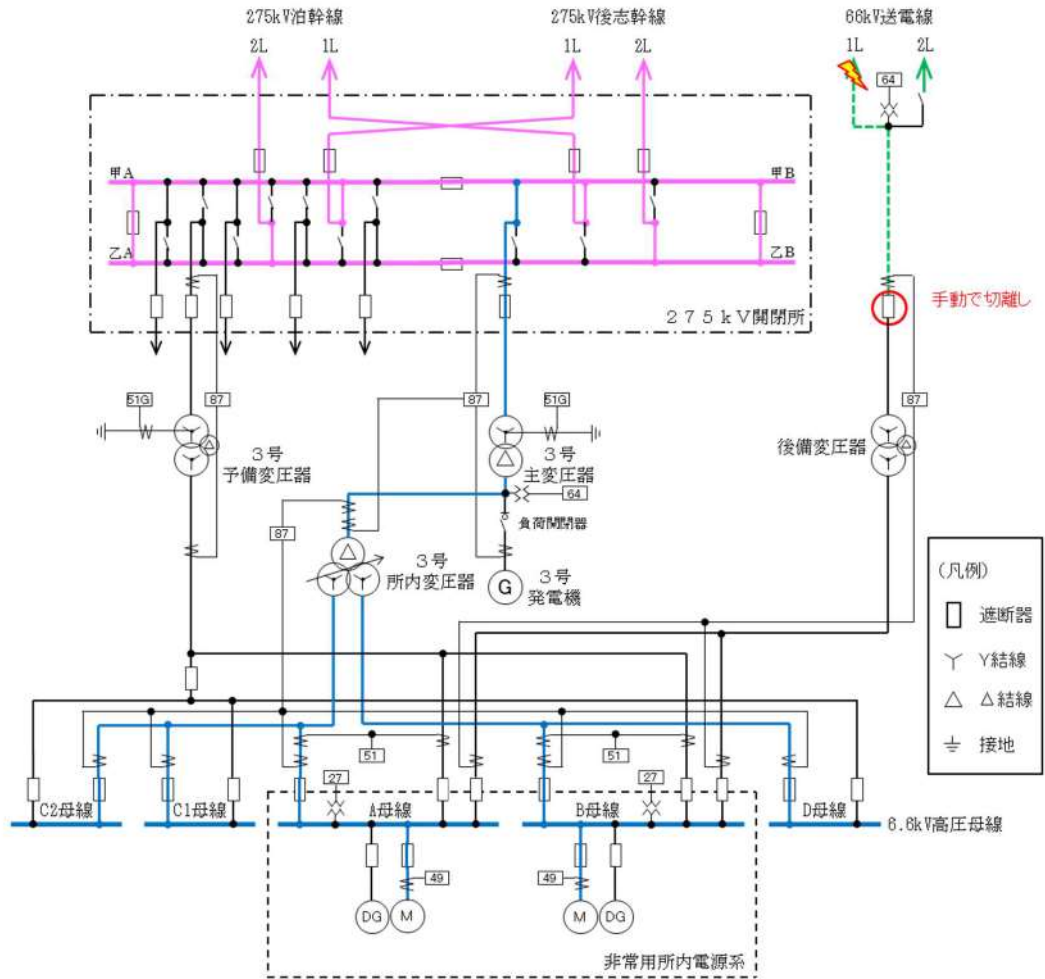 275kV泊幹線
275kV後志幹線
66kV送電線
2L
1L
1L
2L
1L
2L
64
甲A
甲B
乙A
乙B
手動で切離し
275kV開閉所
51G
87
87
51G
87
3号
予備変圧器
3号
主変圧器
後備変圧器
64
87
負荷開閉器
3号
所内変圧器
G
3号
発電機
(凡例)
遮断器
Y結線
△結線
接地
51
51
27
27
C2母線
C1母線
A母線
B母線
D母線
6.6kV高圧母線
49
49
DG
M
M
DG
非常用所内電源系